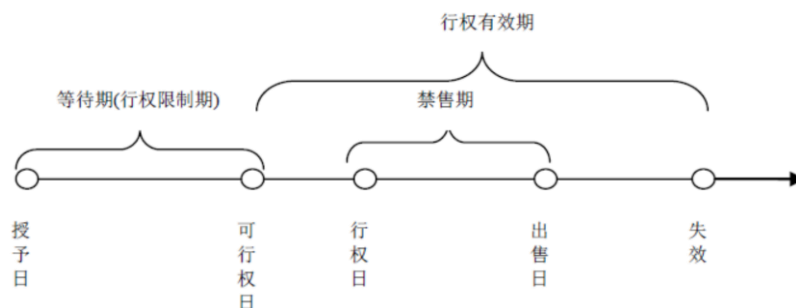 行权有效期
等待期(行权限制期)
禁售期
授予日
可行权日
行权日
出售日
失效